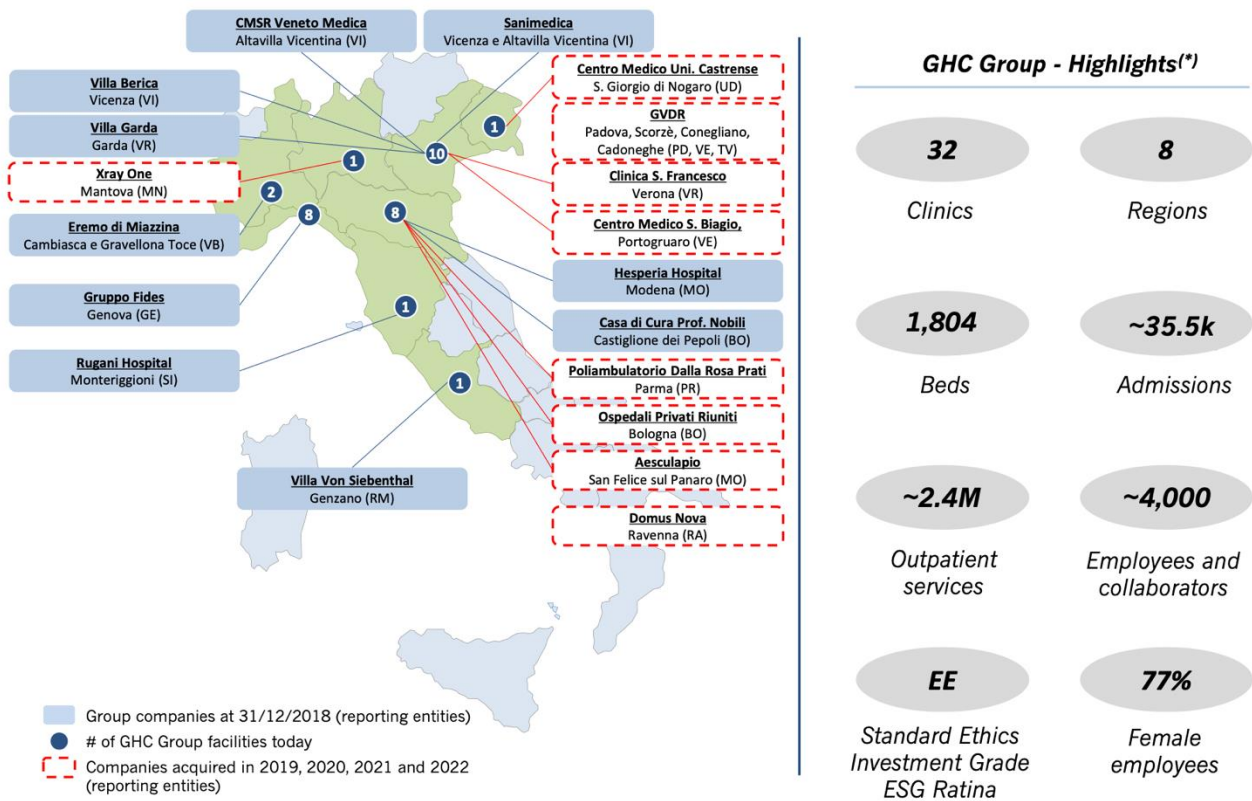 CMSR Veneto Medica
Altavilla Vicentina (VI)
Sanimedica
Vicenza e Altavilla Vicentina (VI)
Villa Berica
Vicenza (VI)
Villa Garda
Garda (VR)
Xray One
Mantova (MN)
Eremo di Miazzina
Cambiasca e Gravellona Toce (VB)
Gruppo Fides
Genova (GE)
Rugani Hospital
Monteriggioni (SI)
Villa Von Siebenthal
Genzano (RM)
1
10
1
2
8
8
1
1
Centro Medico Uni. Castrense
S. Giorgio di Nogaro (UD)
GVDR
Padova, Scorzè, Conegliano,
Cadoneghe (PD, VE, TV)
Clinica S. Francesco
Verona (VR)
Centro Medico S. Biagio,
Portogruaro (VE)
Hesperia Hospital
Modena (MO)
Casa di Cura Prof. Nobili
Castiglione dei Pepoli (BO)
Poliambulatorio Dalla Rosa Prati
Parma (PR)
Ospedali Privati Riuniti
Bologna (BO)
Aesculapio
San Felice sul Panaro (MO)
Domus Nova
Ravenna (RA)
Group companies at 31/12/2018 (reporting entities)
# of GHC Group facilities today
Companies acquired in 2019, 2020, 2021 and 2022
(reporting entities)
GHC Group - Highlights(*)
32
Clinics
8
Regions
1,804
Beds
~35.5k
Admissions
~2.4M
Outpatient
services
~4,000
Employees and
collaborators
EE
Standard Ethics
Investment Grade
ESG Ratina
77%
Female
employees